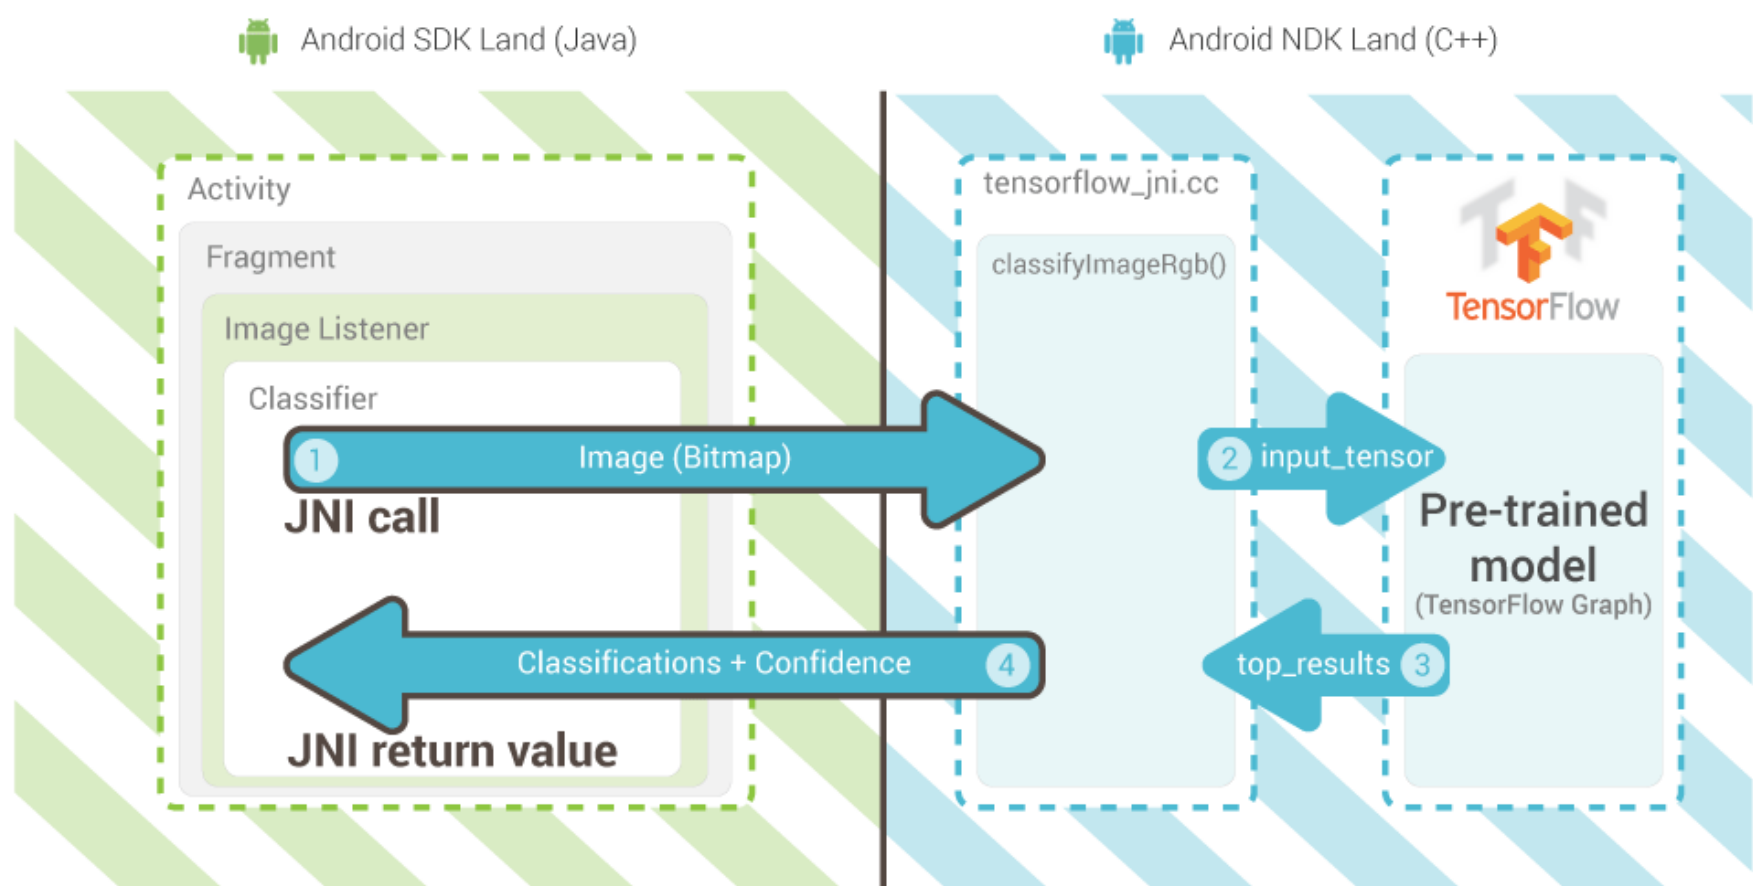 Android SDK Land (Java)
Android NDK Land (C++)
Activity
Fragment
Image Listener
Classifier
1 Image (Bitmap)
JNI call
Classifications + Confidence 4
JNI return value
tensorflow_jni.cc
classifyImageRgb()
2 input_tensor
top_results 3
TensorFlow
Pre-trained
model
(TensorFlow Graph)